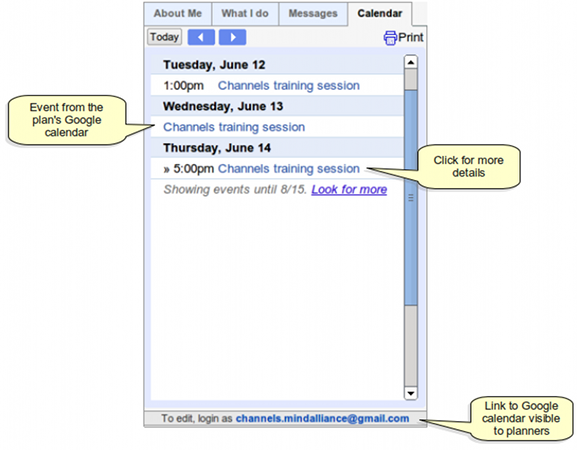 About Me What I do Messages Calendar
Today Print
Tuesday, June 12
1:00pm Channels training session
Wednesday, June 13
Event from the
plan's Google
calendar
Channels training session
Thursday, June 14
» 5:00pm Channels training session
Click for more
details
Showing events until 8/15. Look for more
To edit, login as channels.mindalliance@gmail.com
Link to Google
calendar visible
to planners